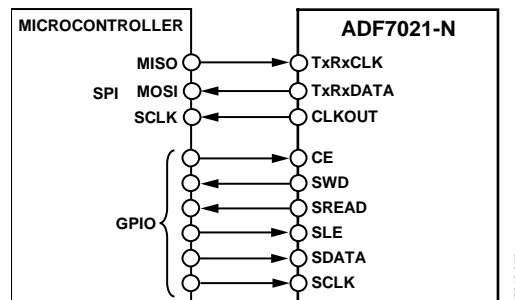 MICROCONTROLLER
ADF7021-N
MISO TxRxCLK
SPI MOSI TxRxDATA
SCLK CLKOUT
CE
SWD
SREAD
GPIO
SLE
SDATA
SCLK